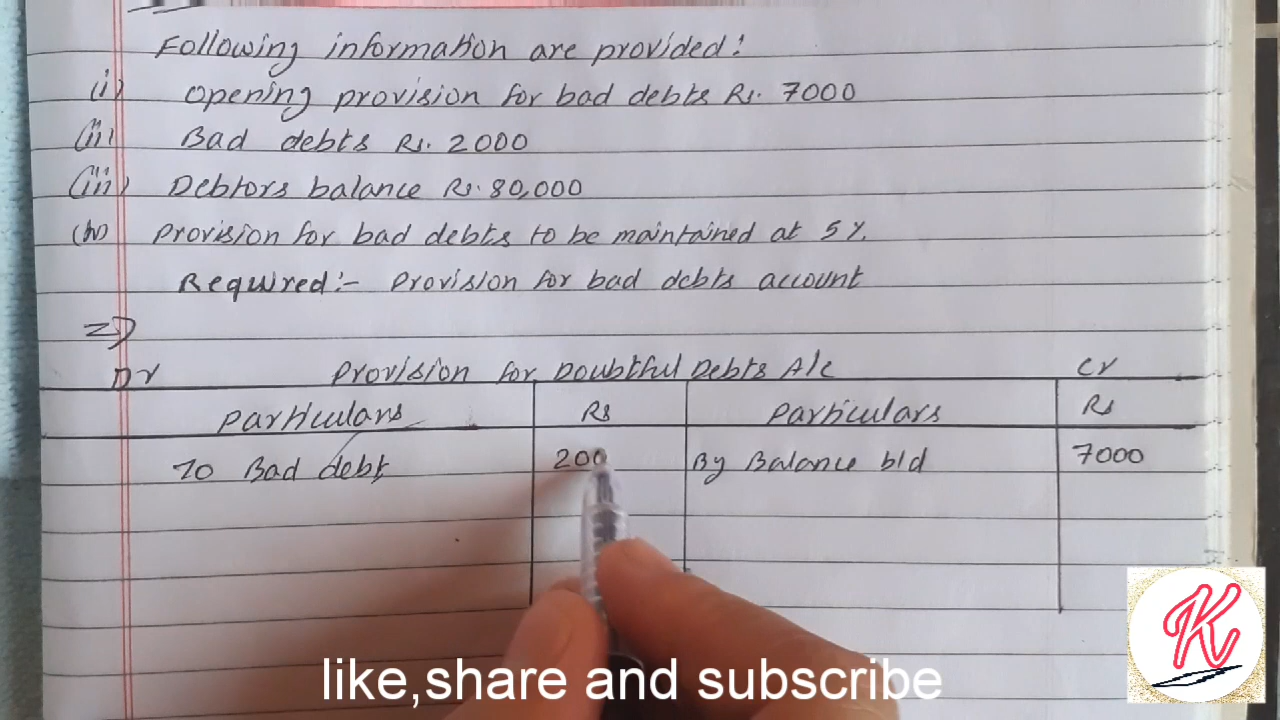 Following information are provided:
(i) Opening provision for bad debts Rs. 7000
(ii) Bad debts Rs. 2000
(iii) Debtors balance Rs. 80,000
(iv) Provision for bad debts to be maintained at 5%.
Required:- Provision for bad debts account
=>
Dr Provision for Doubtful Debts A/c Cr
Particulars Rs Particulars Rs
To Bad debt 200 By Balance b/d 7000
like,share and subscribe
K